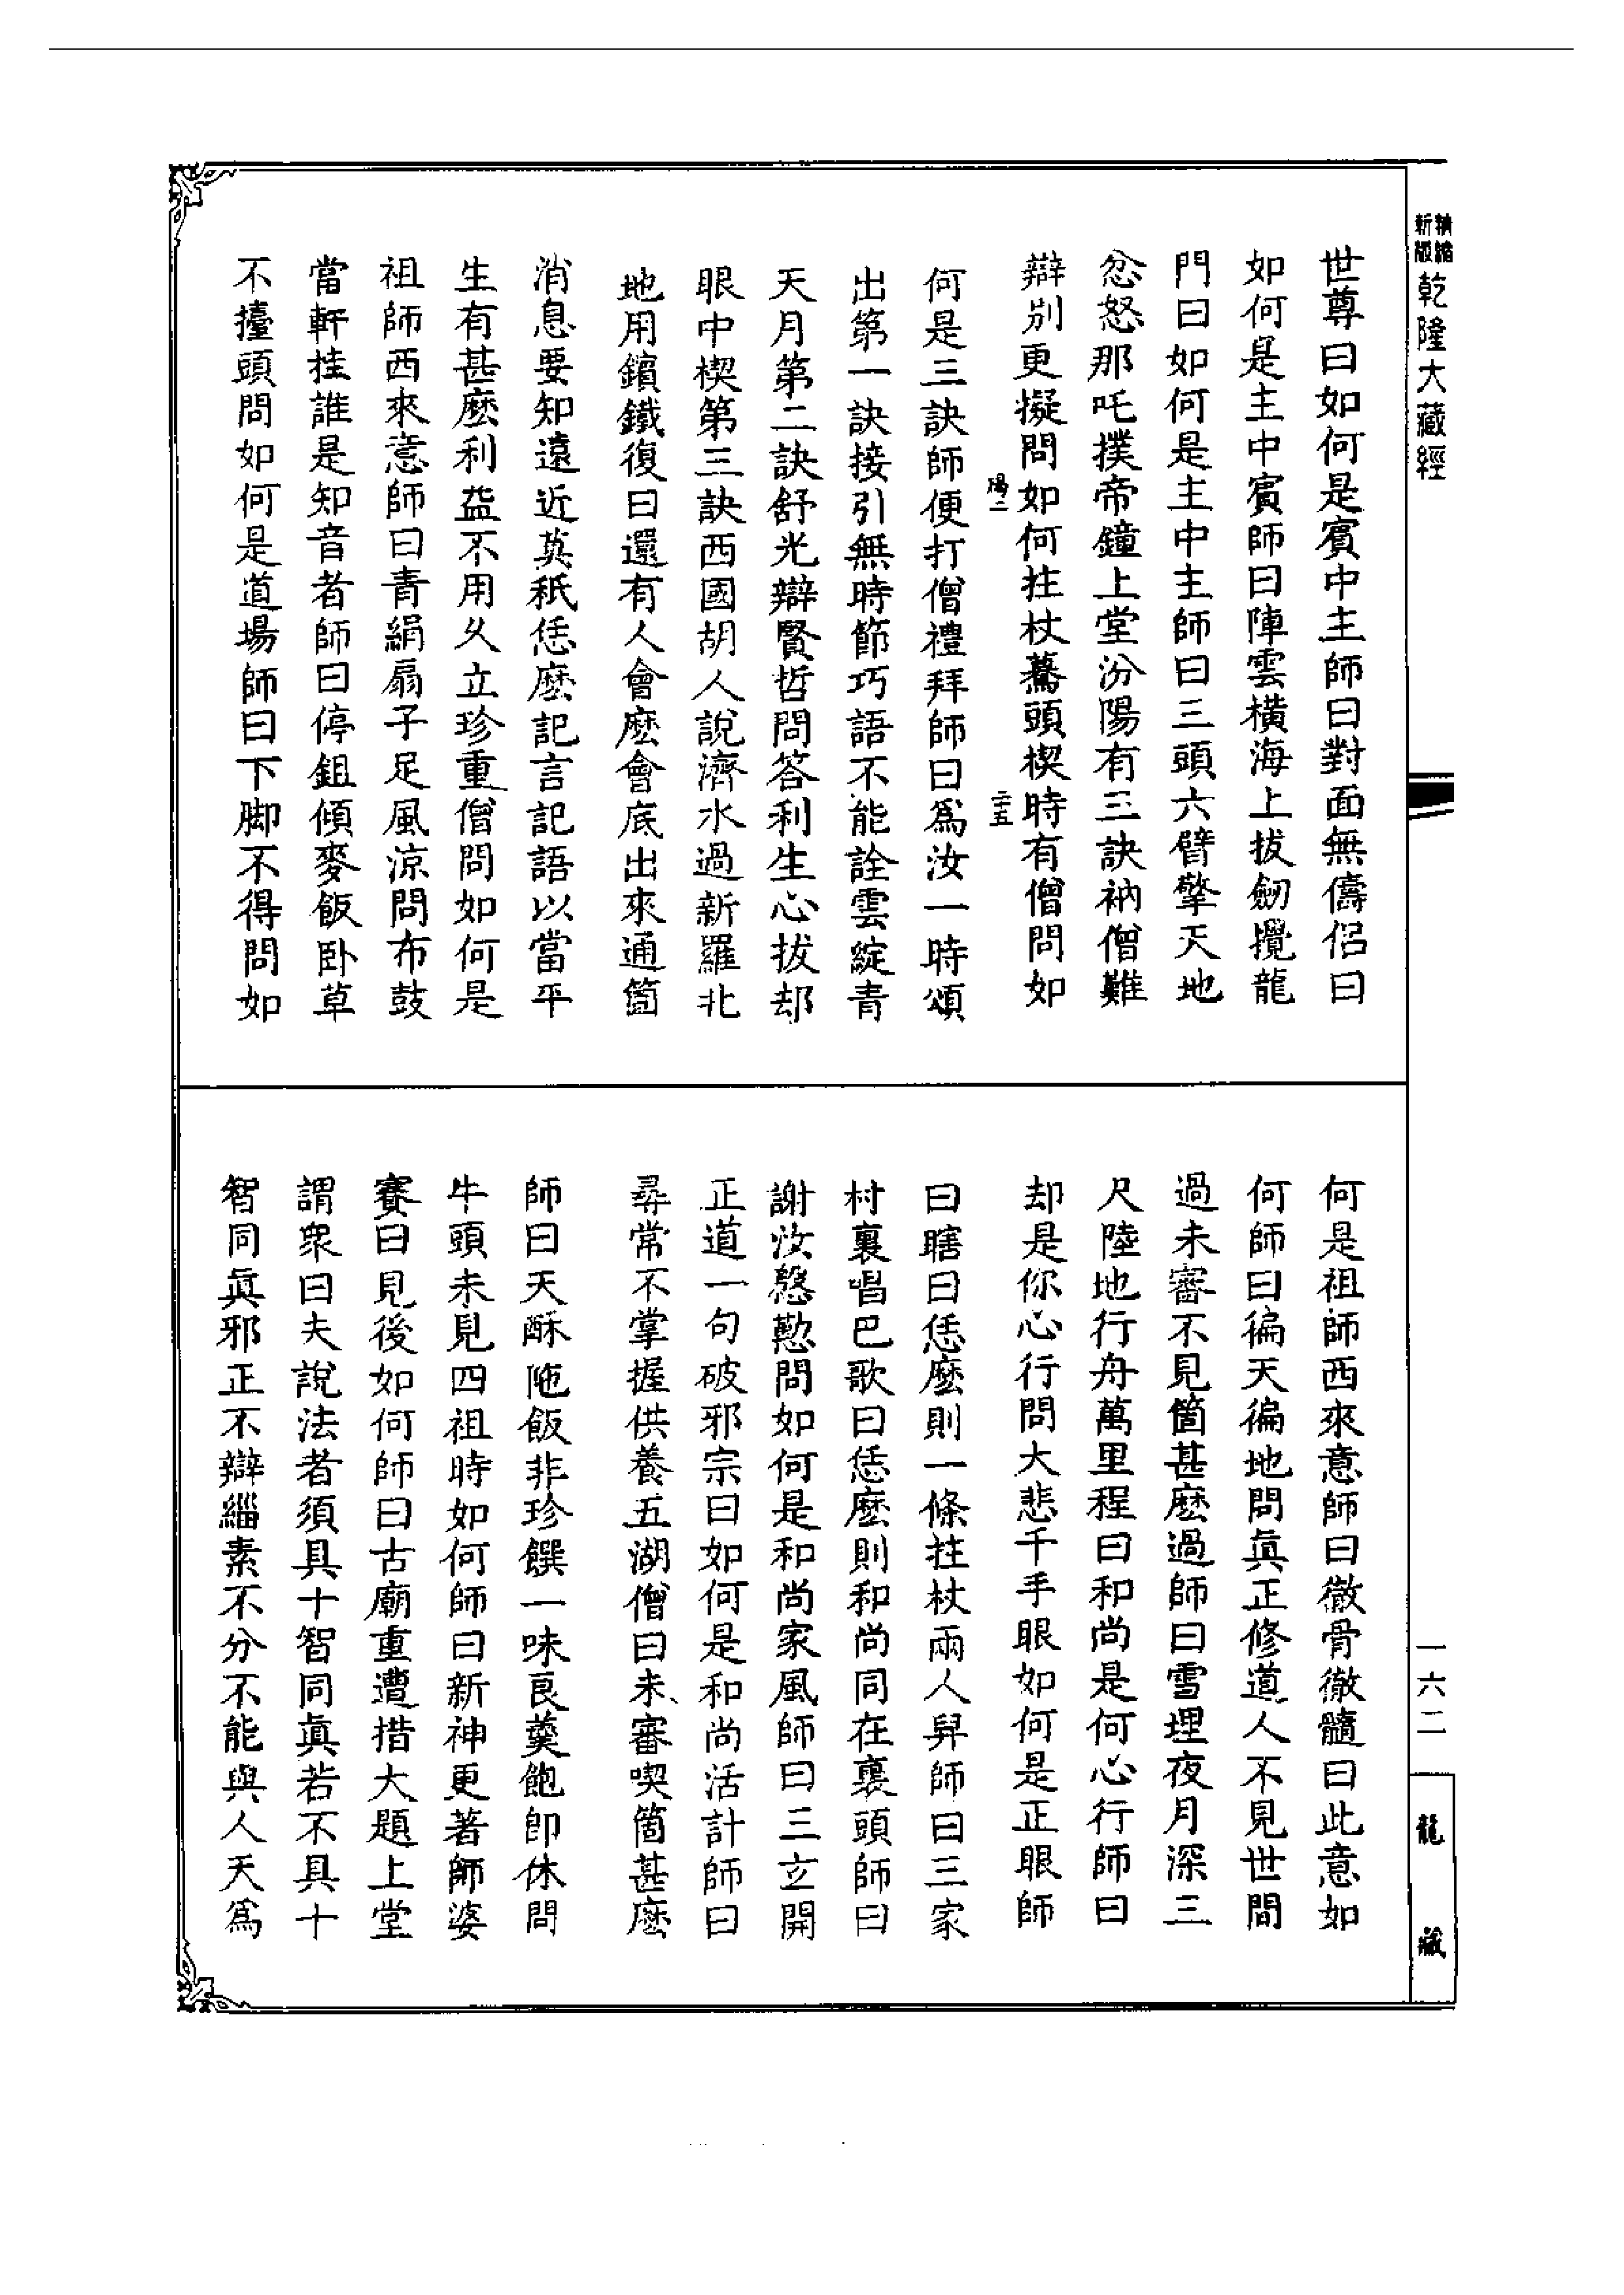 新縮
版縮
乾隆大藏經
世尊曰如何是賓中主師曰對面無儔侶曰
如何是主中賓師曰陣雲橫海上拔劒攪龍
門曰如何是主中主師曰三頭六臂擎天地
忿怒那吒撲帝鐘上堂汾陽有三訣衲僧難
辯別更擬問如何拄杖驀頭楔時有僧問如
二十五
何是三訣師便打僧禮拜師曰爲汝一時頌
出第一訣接引無時節巧語不能詮雲綻青
天月第二訣舒光辯賢哲問答利生心拔却
眼中楔第三訣西國胡人說濟水過新羅北
地用鑌鐵復曰還有人會麽會底出來通箇
消息要知遠近莫秖恁麽記言記語以當平
生有甚麽利益不用久立珍重僧問如何是
祖師西來意師曰青絹扇子足風涼問布鼓
當軒挂誰是知音者師曰停鉏傾麥飯卧草
不擡頭問如何是道場師曰下脚不得問如
何是祖師西來意師曰徹骨徹髓曰此意如
何師曰徧天徧地問眞正修道人不見世間
過未審不見箇甚麽過師曰雪埋夜月深三
尺陸地行舟萬里程曰和尚是何心行師曰
却是你心行問大悲千手眼如何是正眼師
曰瞎曰恁麽則一條拄杖兩人舁師曰三家
村裏唱巴歌曰恁麽則和尚同在裏頭師曰
謝汝慇懃問如何是和尚家風師曰三玄開
正道一句破邪宗曰如何是和尚活計師曰
尋常不掌握供養五湖僧曰未審喫箇甚麽
師曰天酥陁飯非珍饌一味良羹飽即休問
牛頭未見四祖時如何師曰新神更著師婆
賽曰見後如何師曰古廟重遭措大題上堂
謂衆曰夫說法者須具十智同眞若不具十
智同眞邪正不辯緇素不分不能與人天爲
一六二
龍藏